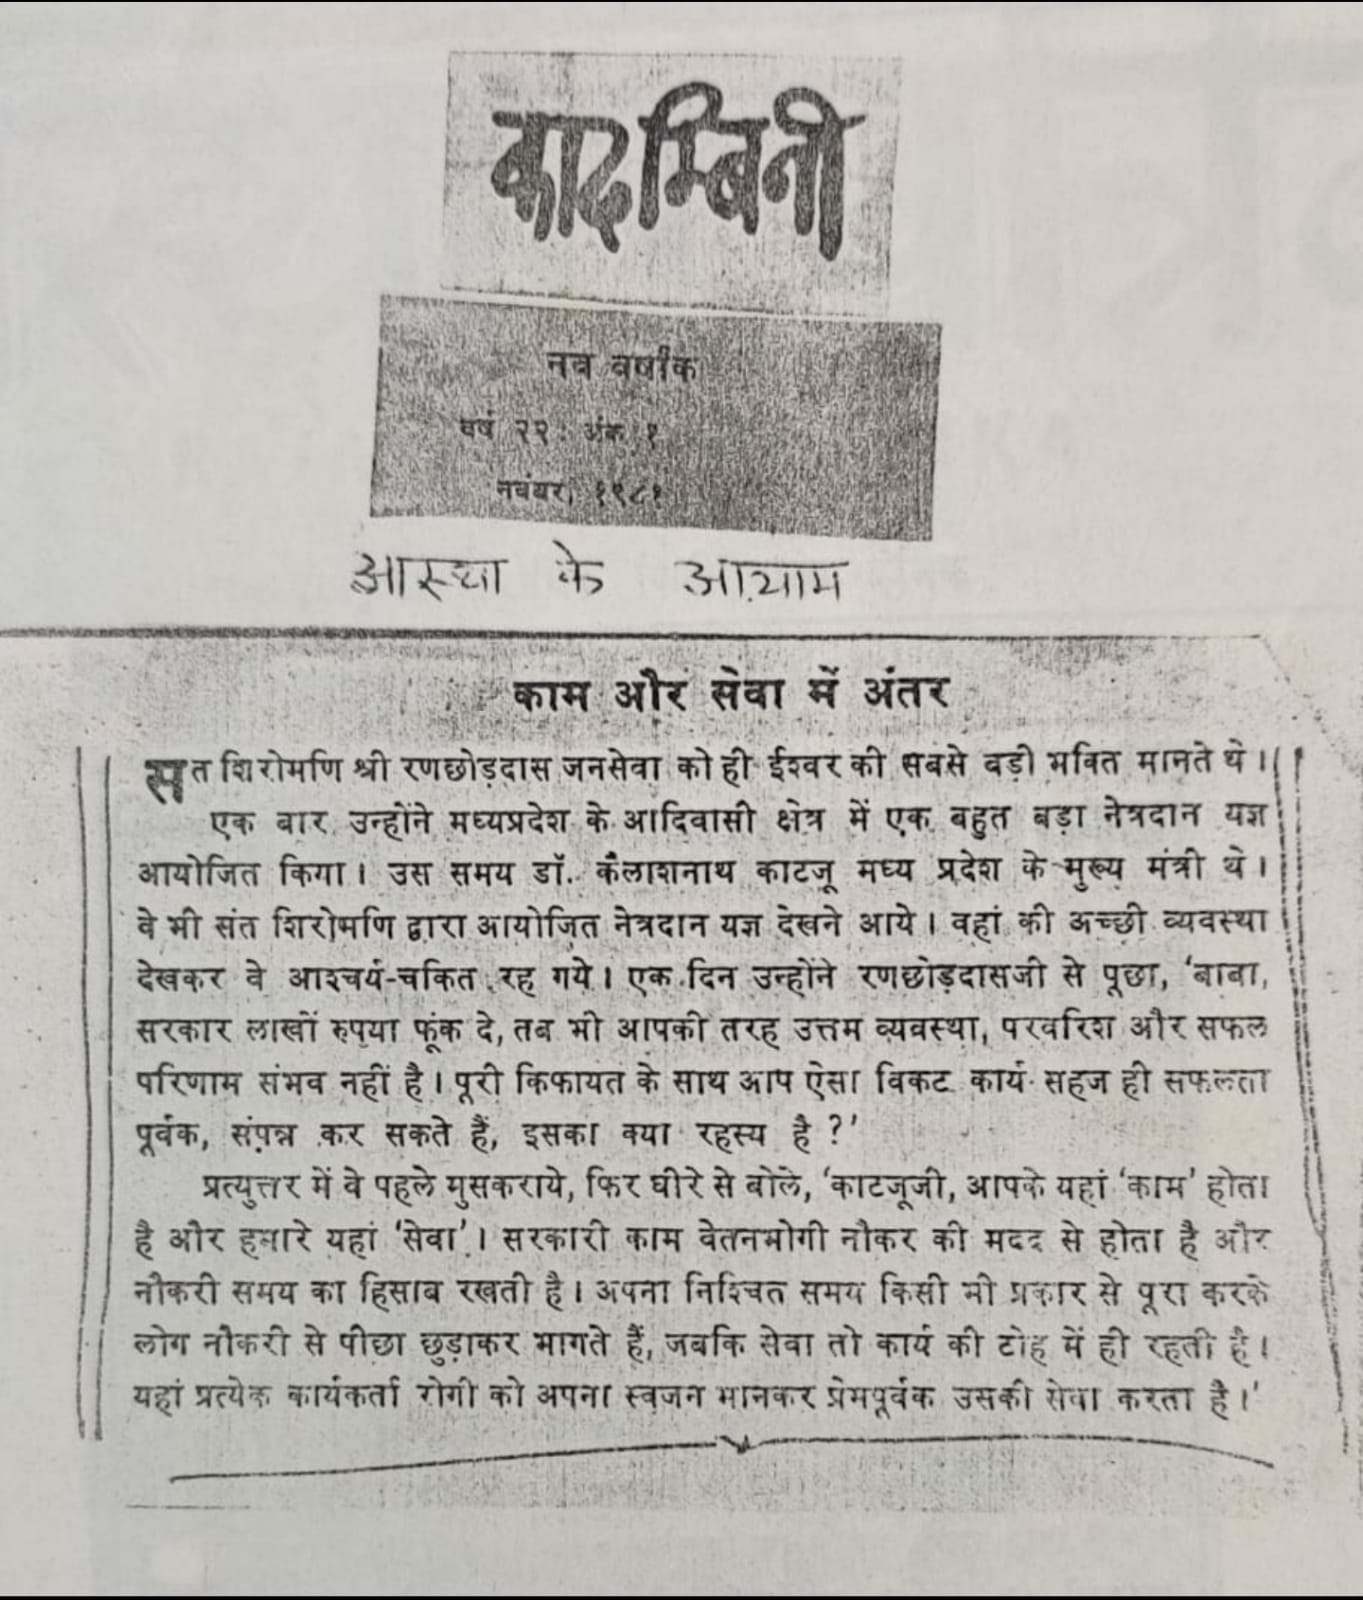 कादम्बिनी
नव वर्षांक
वर्ष २२ : अंक १
नवंबर, १९८१
आस्था के आयाम
काम और सेवा में अंतर
संत शिरोमणि श्री रणछोड़दास जनसेवा को ही ईश्वर की सबसे बड़ी भक्ति मानते थे।
एक बार उन्होंने मध्यप्रदेश के आदिवासी क्षेत्र में एक बहुत बड़ा नेत्रदान यज्ञ
आयोजित किया। उस समय डॉ. कैलाशनाथ काटजू मध्य प्रदेश के मुख्य मंत्री थे।
वे भी संत शिरोमणि द्वारा आयोजित नेत्रदान यज्ञ देखने आये। वहां की अच्छी व्यवस्था
देखकर वे आश्चर्य-चकित रह गये। एक दिन उन्होंने रणछोड़दासजी से पूछा, ‘बाबा,
सरकार लाखों रुपया फूंक दे, तब भी आपकी तरह उत्तम व्यवस्था, परवरिश और सफल
परिणाम संभव नहीं है। पूरी किफायत के साथ आप ऐसा विकट कार्य सहज ही सफलता
पूर्वक, संपन्न कर सकते हैं, इसका क्या रहस्य है ?’
प्रत्युत्तर में वे पहले मुसकराये, फिर धीरे से बोले, ‘काटजूजी, आपके यहां ‘काम’ होता
है और हमारे यहां ‘सेवा’। सरकारी काम वेतनभोगी नौकर की मदद से होता है और
नौकरी समय का हिसाब रखती है। अपना निश्चित समय किसी भी प्रकार से पूरा करके
लोग नौकरी से पीछा छुड़ाकर भागते हैं, जबकि सेवा तो कार्य की टोह में ही रहती है।
यहां प्रत्येक कार्यकर्ता रोगी को अपना स्वजन मानकर प्रेमपूर्वक उसकी सेवा करता है।’